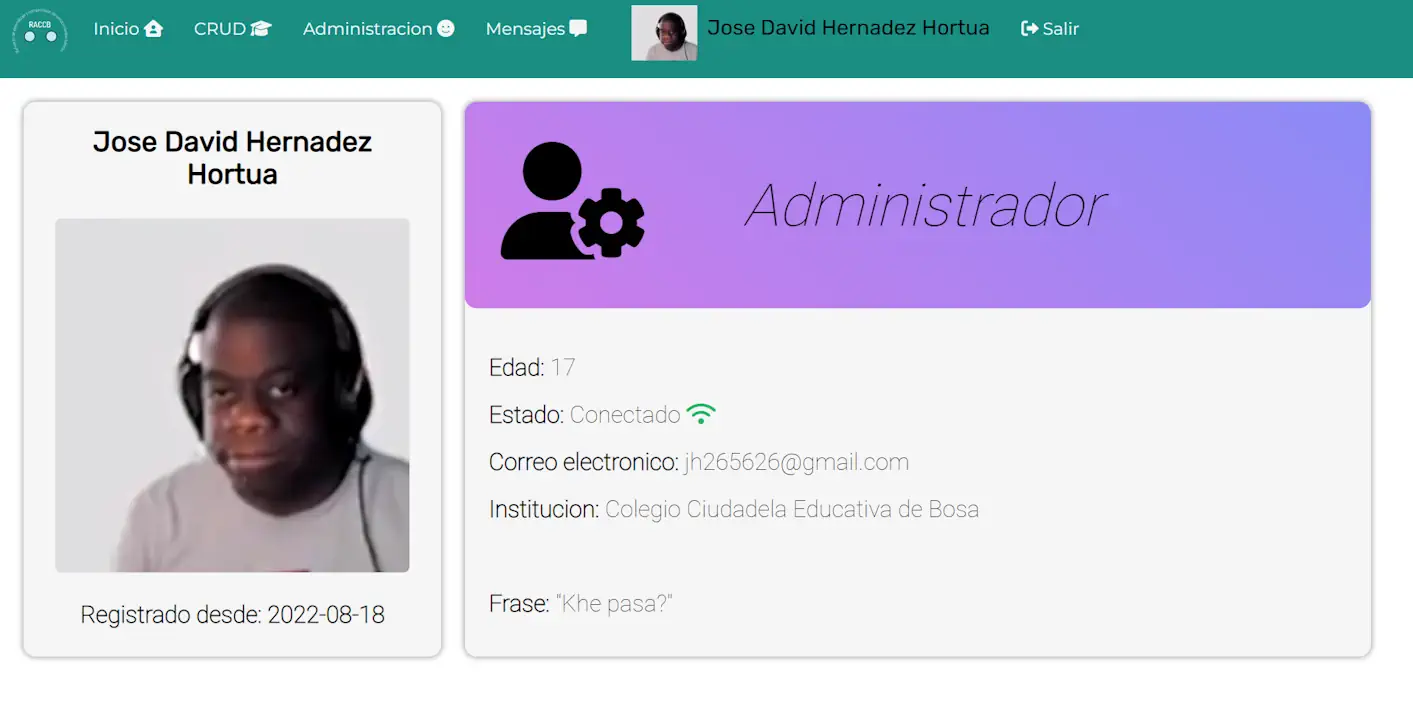 RACCB
Inicio
CRUD
Administracion
Mensajes
Jose David Hernadez Hortua
Salir
Jose David Hernadez
Hortua
Registrado desde: 2022-08-18
Administrador
Edad: 17
Estado: Conectado
Correo electronico: jh265626@gmail.com
Institucion: Colegio Ciudadela Educativa de Bosa
Frase: "Khe pasa?"